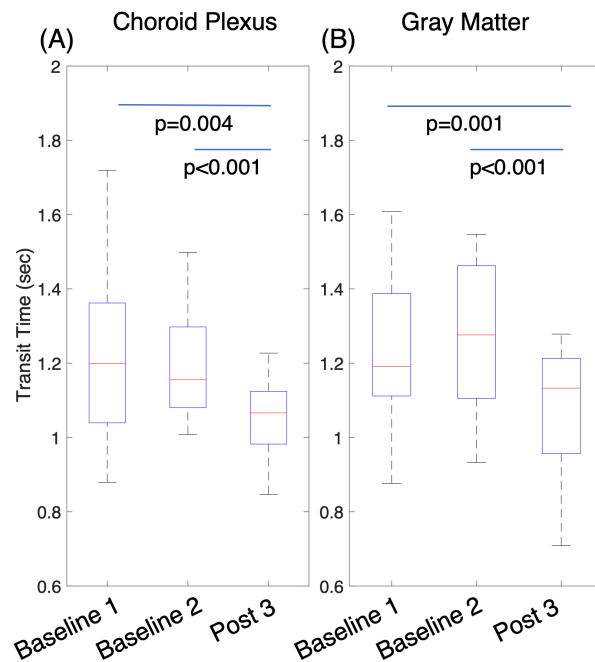 (A) Choroid Plexus
(B) Gray Matter
Transit Time (sec)
2
1.8
1.6
1.4
1.2
1
0.8
0.6
p=0.004
p<0.001
Baseline 1
Baseline 2
Post 3
2
1.8
1.6
1.4
1.2
1
0.8
0.6
p=0.001
p<0.001
Baseline 1
Baseline 2
Post 3